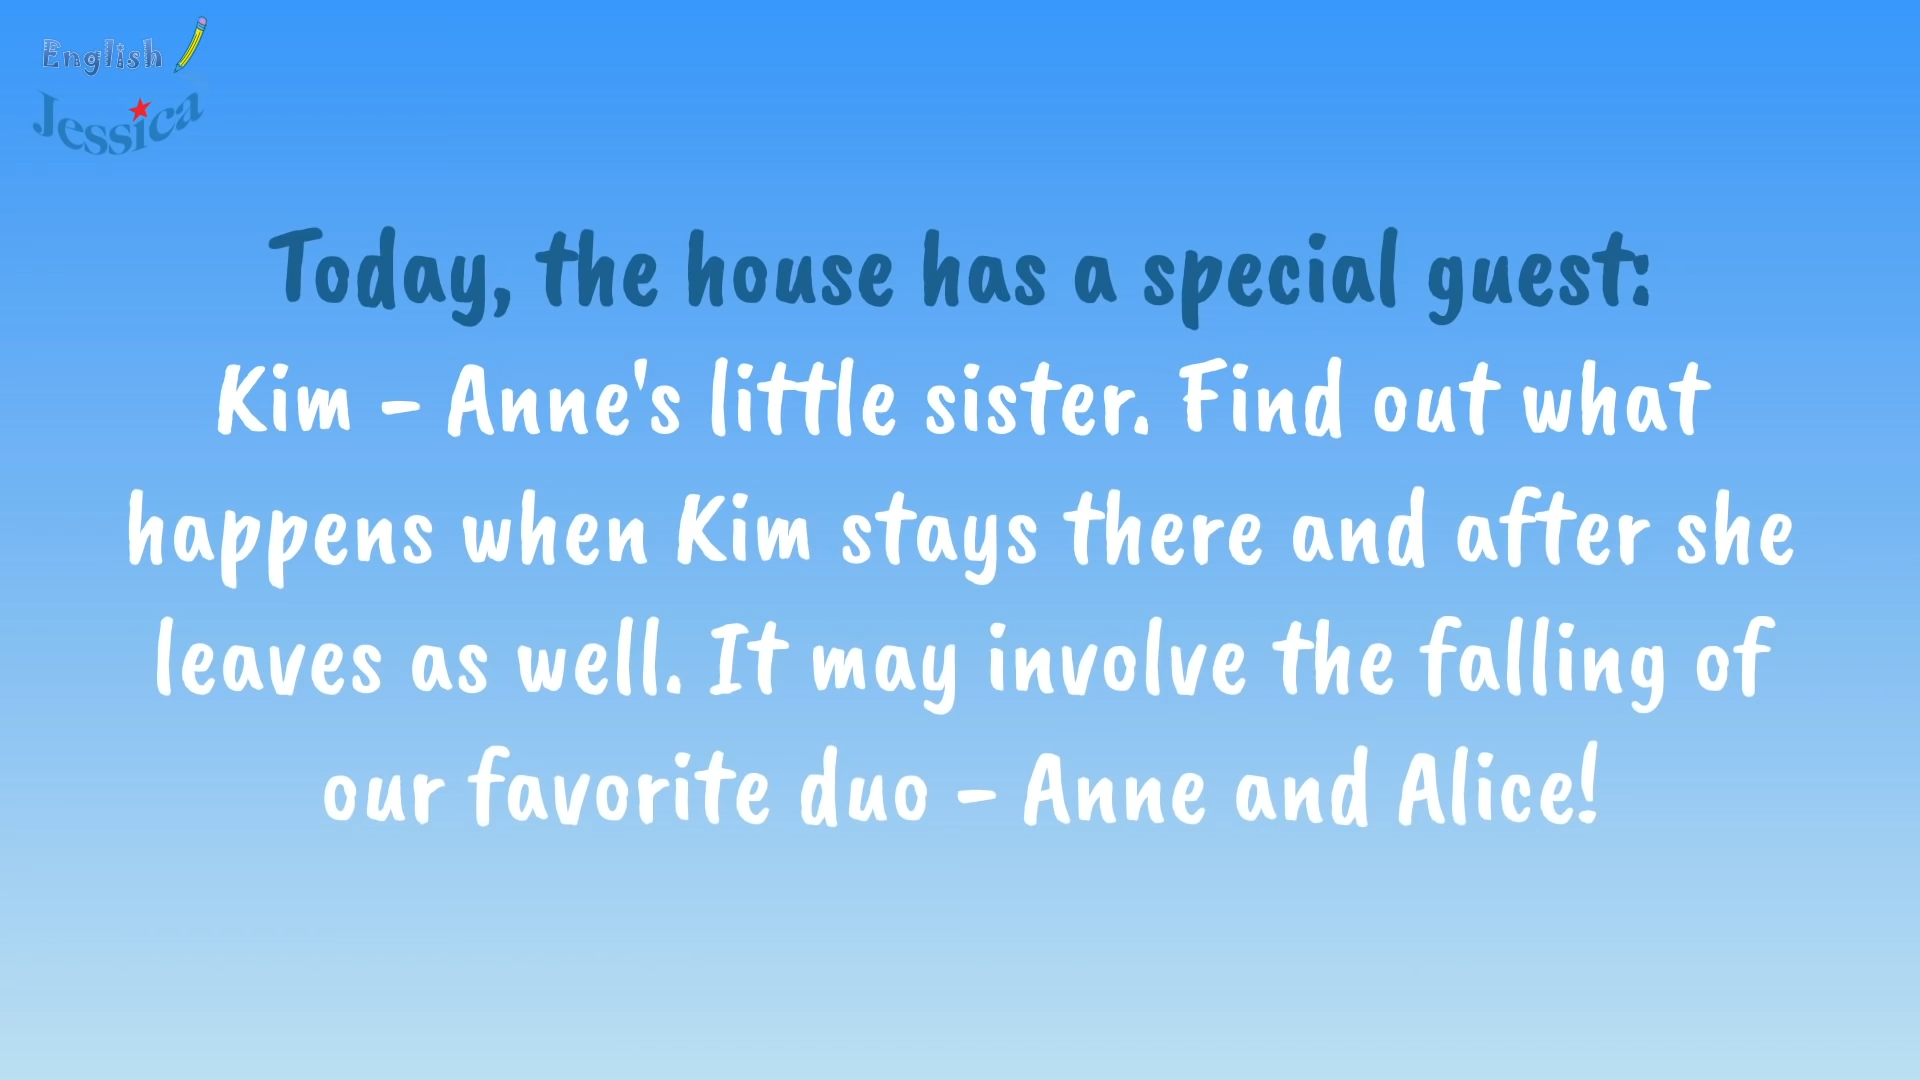 English
Jessica
Today, the house has a special guest:
Kim - Anne's little sister. Find out what
happens when Kim stays there and after she
leaves as well. It may involve the falling of
our favorite duo - Anne and Alice!